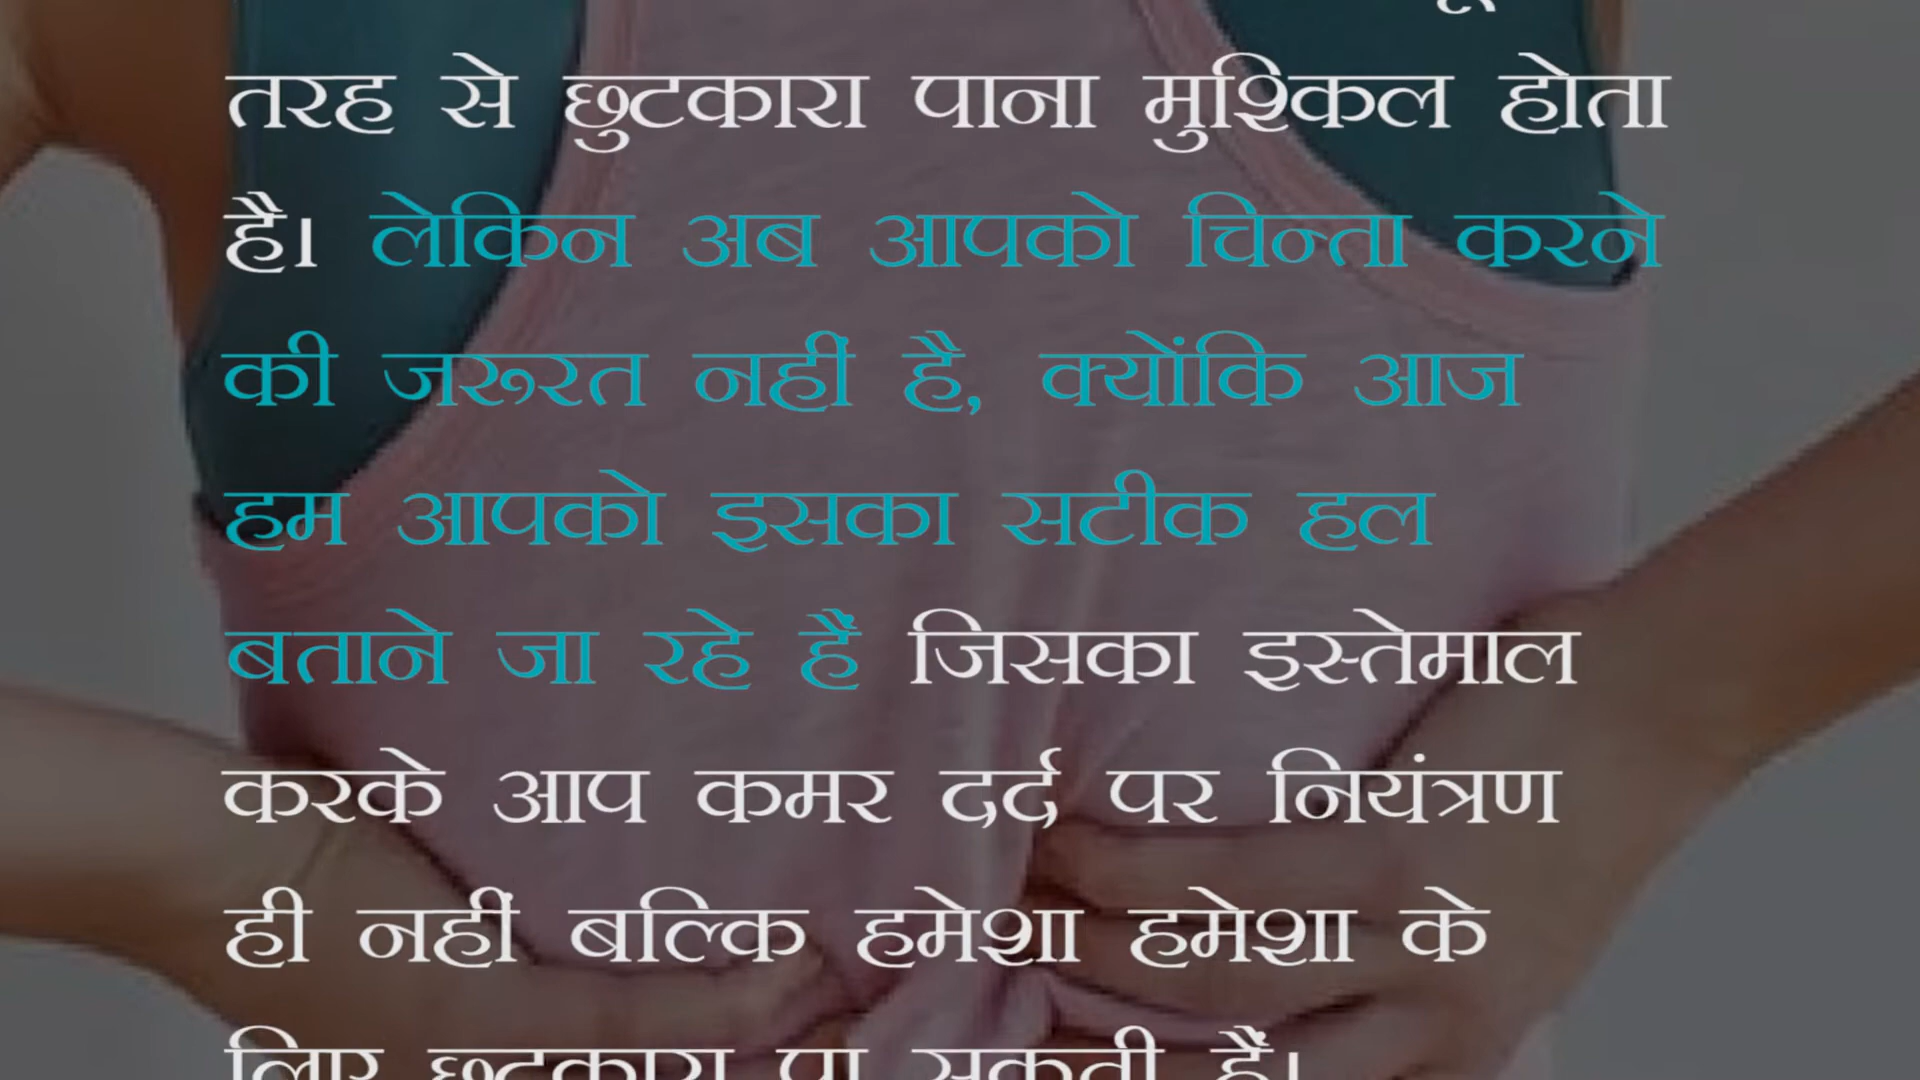 तरह से छुटकारा पाना मुश्किल होता
है। लेकिन अब आपको चिन्ता करने
की जरूरत नहीं है, क्योंकि आज
हम आपको इसका सटीक हल
बताने जा रहे हैं जिसका इस्तेमाल
करके आप कमर दर्द पर नियंत्रण
ही नहीं बल्कि हमेशा हमेशा के
लिए छुटकारा पा सकती हैं।